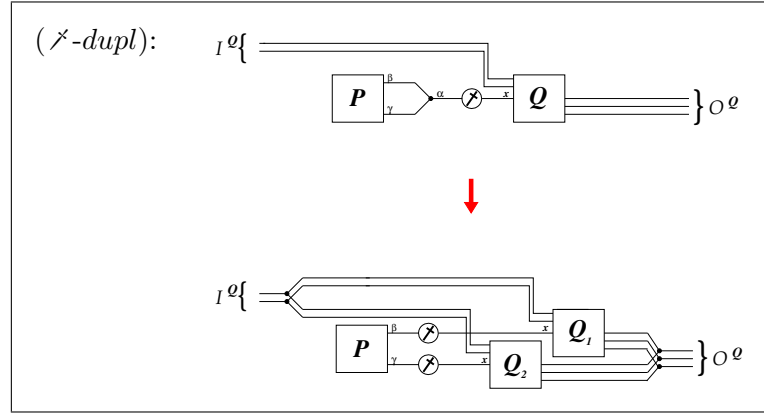 (†̸-dupl):
I Q {
P β γ α x Q
} O Q
I Q {
P β γ x Q1
x Q2
} O Q